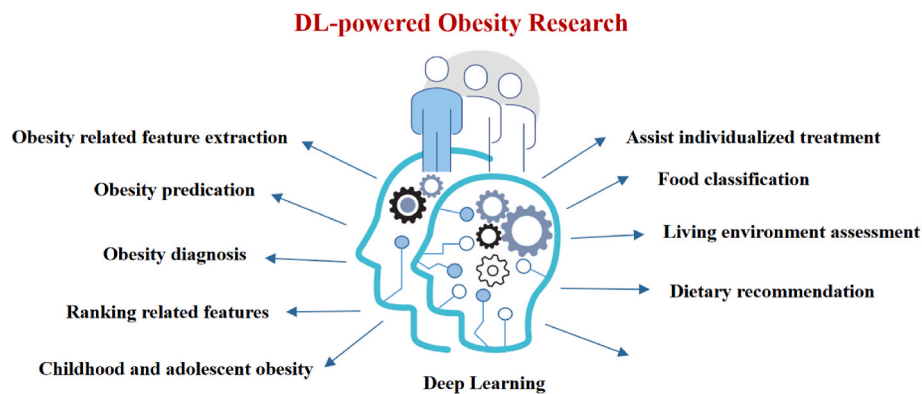 DL-powered Obesity Research
Obesity related feature extraction
Obesity predication
Obesity diagnosis
Ranking related features
Childhood and adolescent obesity
Assist individualized treatment
Food classification
Living environment assessment
Dietary recommendation
Deep Learning